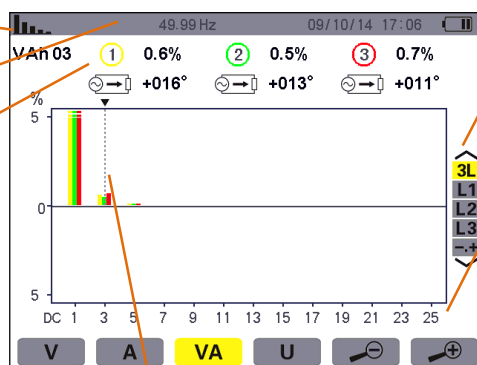 49.99 Hz 09/10/14 17:06
VAh 03 1 0.6% 2 0.5% 3 0.7%
+016° +013° +011°
%
5
0
5
DC 1 3 5 7 9 11 13 15 17 19 21 23 25
3L
L1
L2
L3
-.+
V A VA U